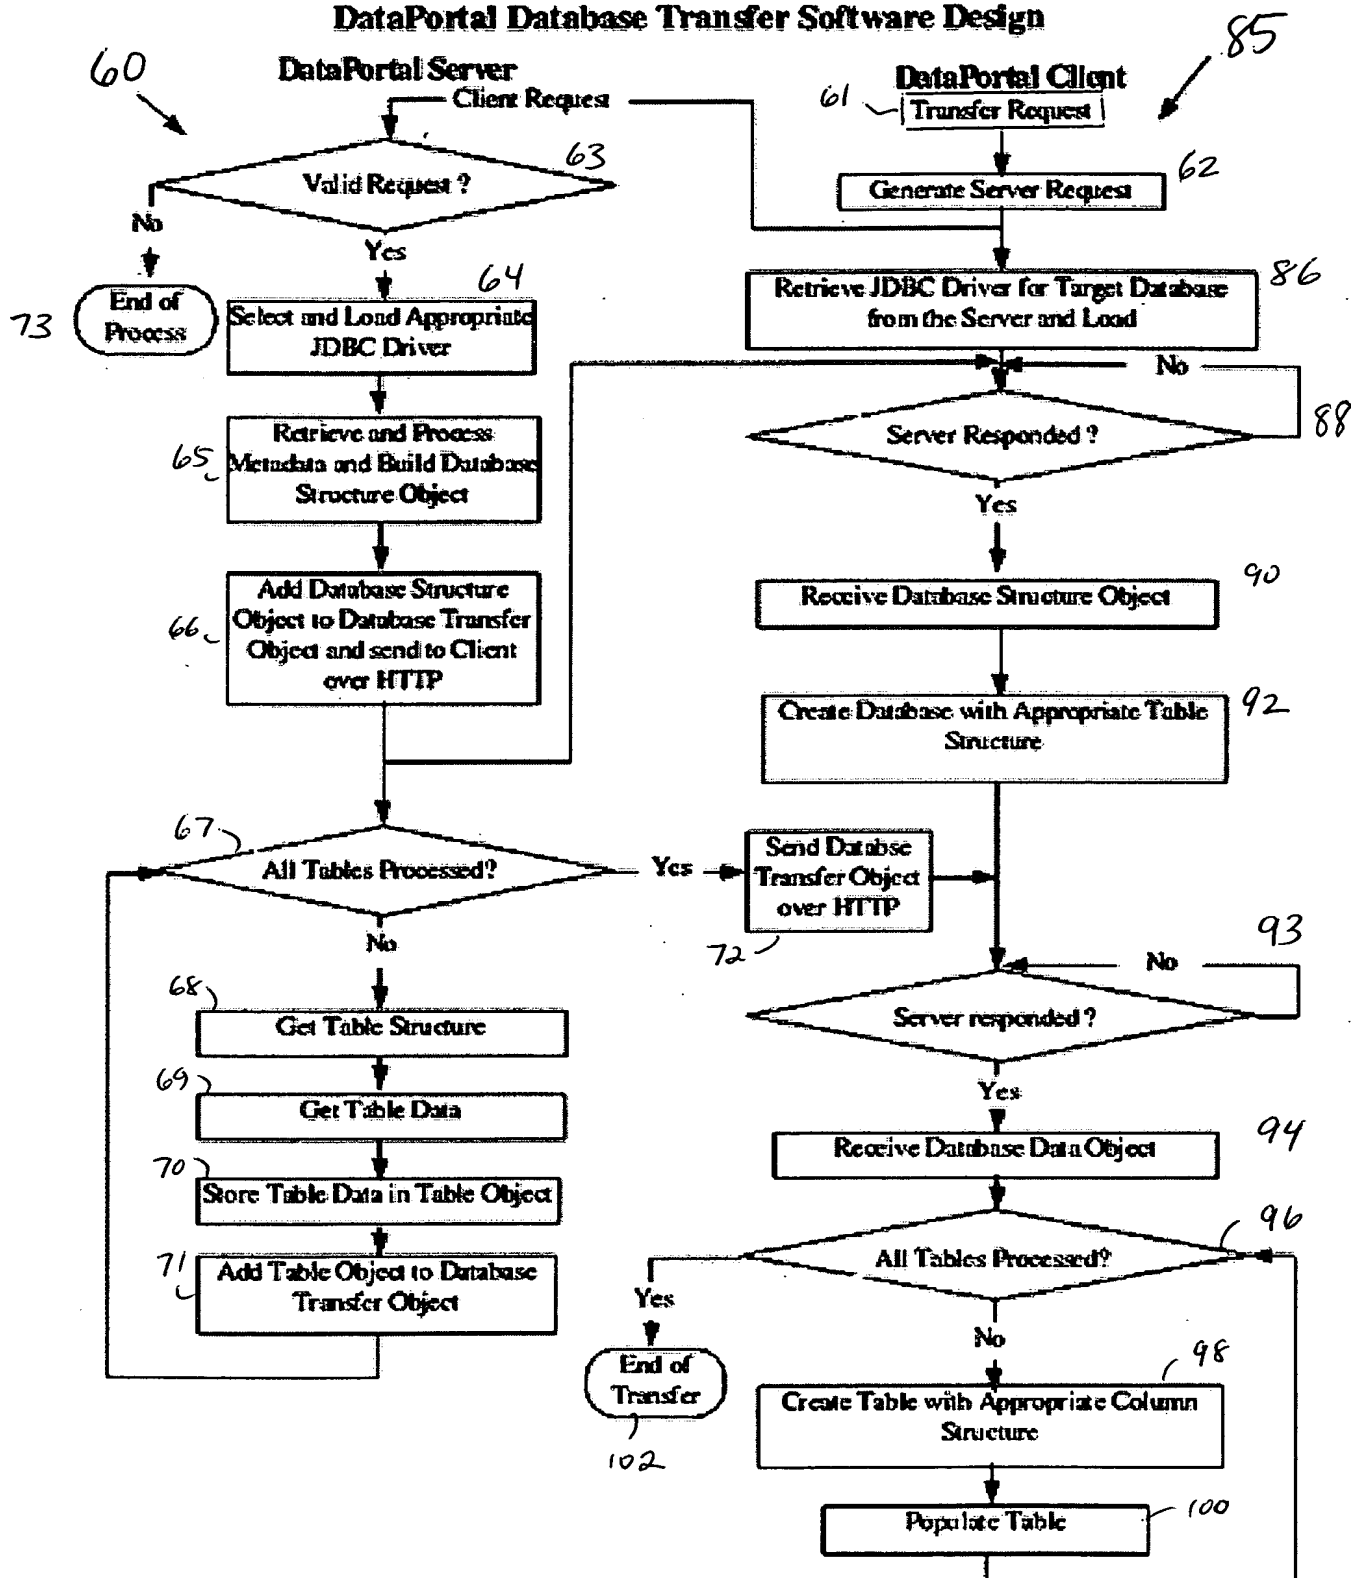 DataPortal Database Transfer Software Design
60
DataPortal Server
85
DataPortal Client
Client Request
61
Transfer Request
63
Valid Request ?
62
Generate Server Request
No
Yes
64
86
Retrieve JDBC Driver for Target Database
from the Server and Load
73
End of
Process
Select and Load Appropriate
JDBC Driver
No
88
Server Responded ?
65
Retrieve and Process
Metadata and Build Database
Structure Object
Yes
90
Receive Database Structure Object
66
Add Database Structure
Object to Database Transfer
Object and send to Client
over HTTP
92
Create Database with Appropriate Table
Structure
67
All Tables Processed?
Yes
Send Databse
Transfer Object
over HTTP
72
No
93
No
Server responded ?
68
Get Table Structure
69
Get Table Data
Yes
94
Receive Database Data Object
70
Store Table Data in Table Object
96
All Tables Processed?
71
Add Table Object to Database
Transfer Object
Yes
No
End of
Transfer
102
98
Create Table with Appropriate Column
Structure
100
Populate Table